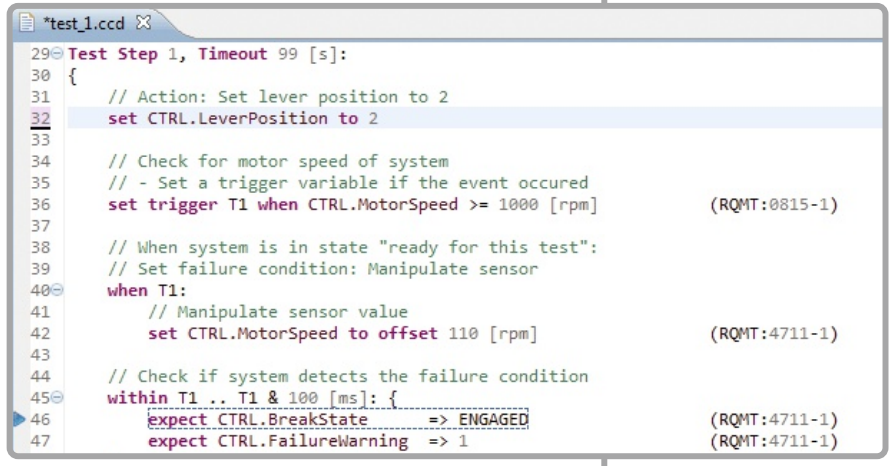 *test_1.ccd
29 Test Step 1, Timeout 99 [s]:
30 {
31 // Action: Set lever position to 2
32 set CTRL.LeverPosition to 2
33
34 // Check for motor speed of system
35 // - Set a trigger variable if the event occured
36 set trigger T1 when CTRL.MotorSpeed >= 1000 [rpm] (RQMT:0815-1)
37
38 // When system is in state "ready for this test":
39 // Set failure condition: Manipulate sensor
40 when T1:
41 // Manipulate sensor value
42 set CTRL.MotorSpeed to offset 110 [rpm] (RQMT:4711-1)
43
44 // Check if system detects the failure condition
45 within T1 .. T1 & 100 [ms]: {
46 expect CTRL.BreakState => ENGAGED (RQMT:4711-1)
47 expect CTRL.FailureWarning => 1 (RQMT:4711-1)